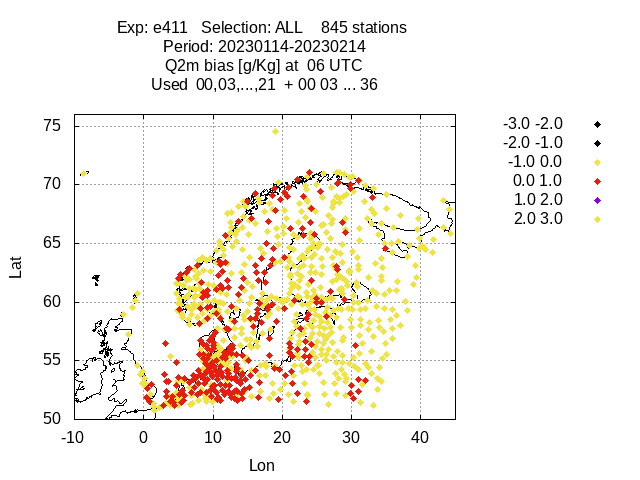 Exp: e411 Selection: ALL 845 stations
Period: 20230114-20230214
Q2m bias [g/Kg] at 06 UTC
Used 00,03,...,21 + 00 03 ... 36
-3.0 -2.0
-2.0 -1.0
-1.0 0.0
0.0 1.0
1.0 2.0
2.0 3.0
Lat
75
70
65
60
55
50
-10 0 10 20 30 40
Lon